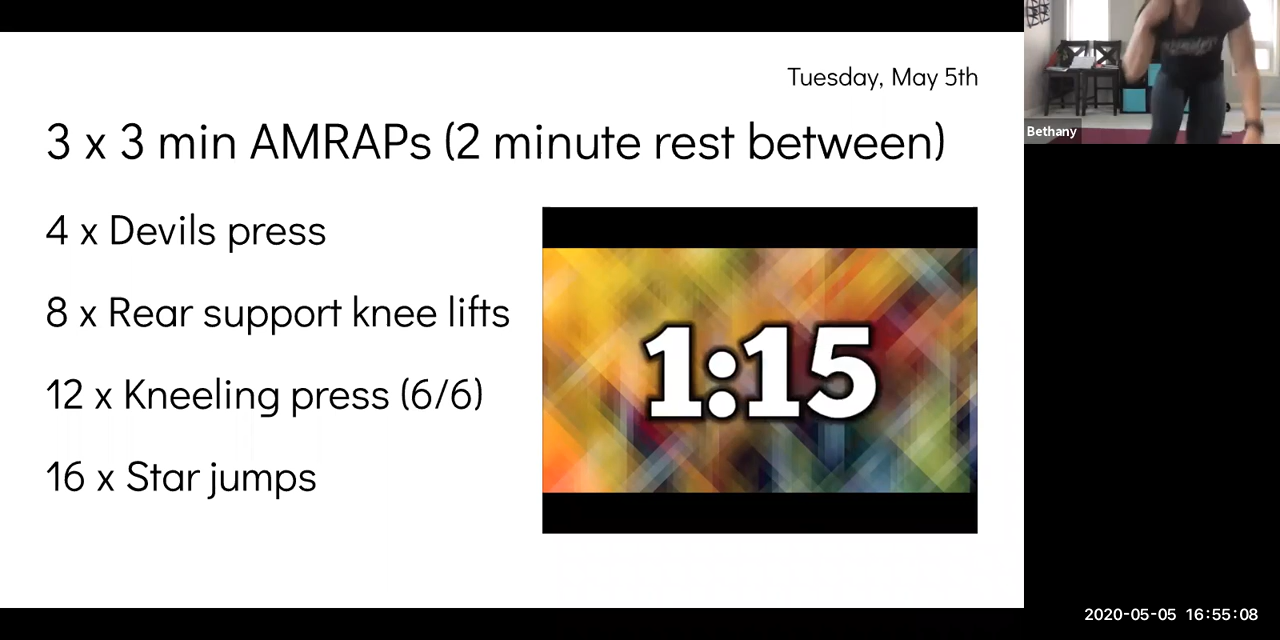 Tuesday, May 5th
3 x 3 min AMRAPs (2 minute rest between)
4 x Devils press
8 x Rear support knee lifts
12 x Kneeling press (6/6)
16 x Star jumps
1:15
Bethany
2020-05-05 16:55:08